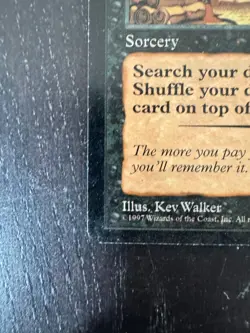 Sorcery
Search your d
Shuffle your d
card on top of
The more you pay
you'll remember it.
Illus. Kev Walker
©1997 Wizards of the Coast, Inc. All r